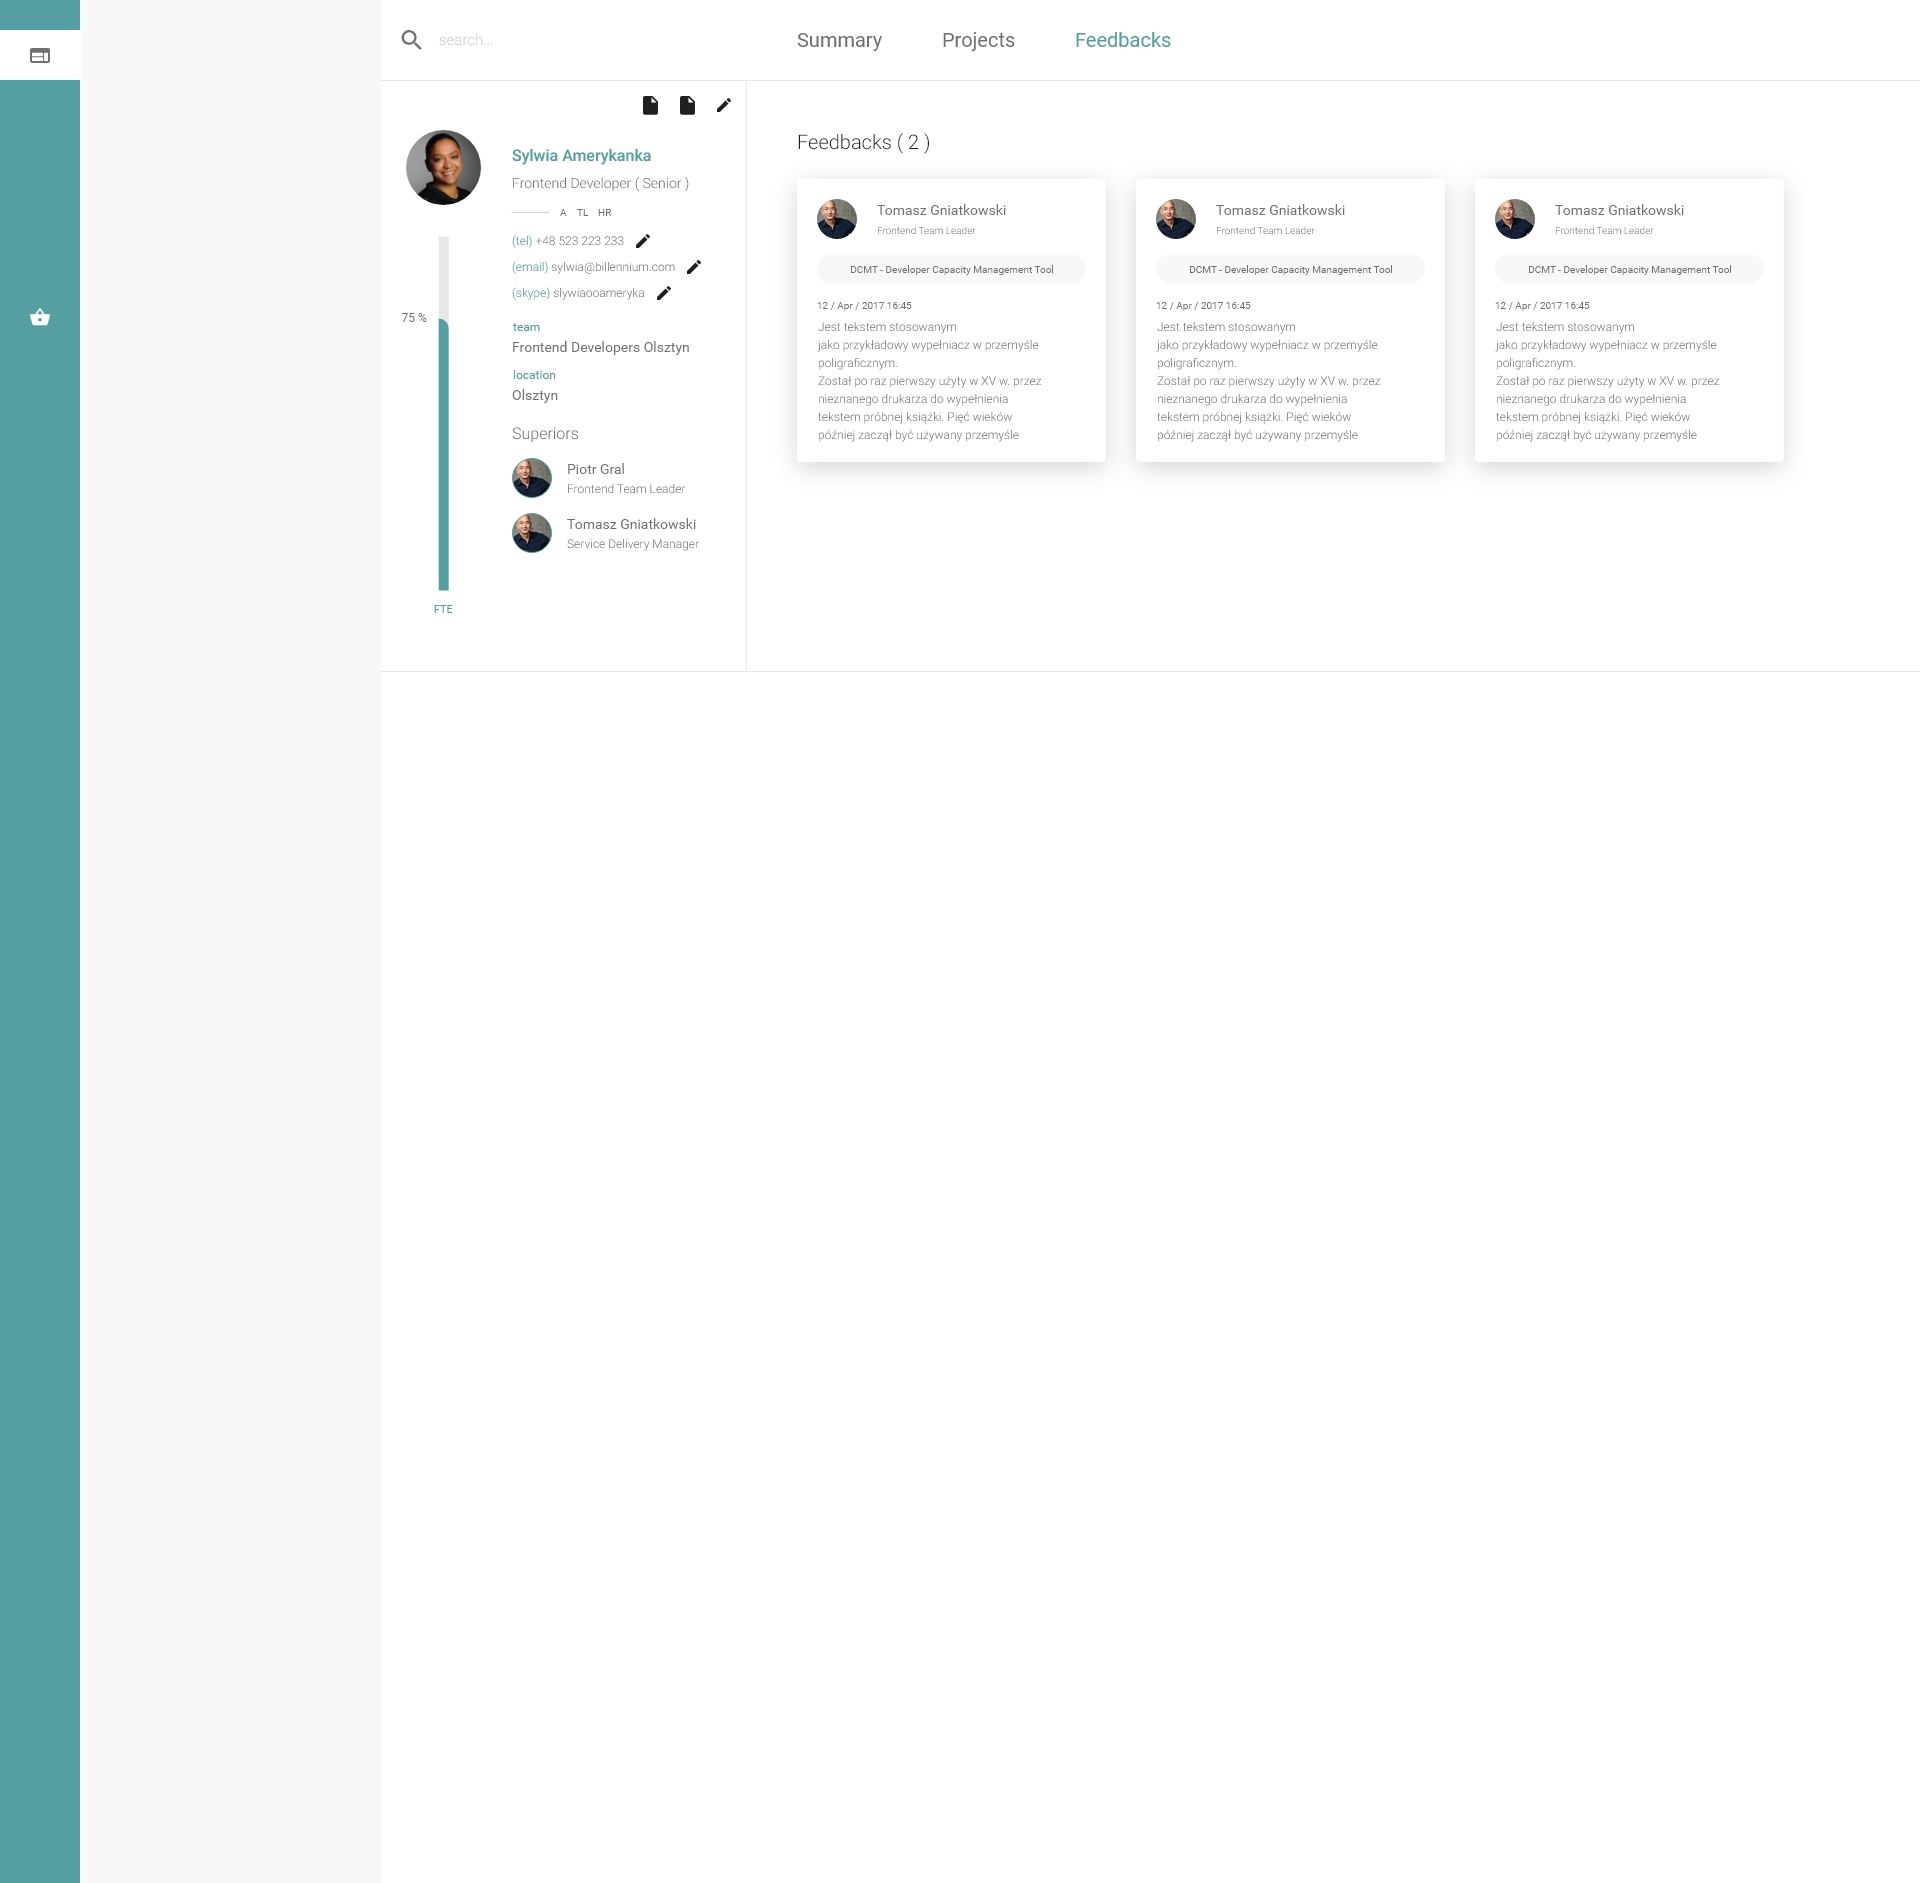 search...
Summary
Projects
Feedbacks
Sylwia Amerykanka
Frontend Developer ( Senior )
A TL HR
(tel) +48 523 223 233
(email) sylwia@billennium.com
(skype) slywiaooameryka
75 %
FTE
team
Frontend Developers Olsztyn
location
Olsztyn
Superiors
Piotr Gral
Frontend Team Leader
Tomasz Gniatkowski
Service Delivery Manager
Feedbacks ( 2 )
Tomasz Gniatkowski
Frontend Team Leader
DCMT - Developer Capacity Management Tool
12 / Apr / 2017 16:45
Jest tekstem stosowanym
jako przykładowy wypełniacz w przemyśle
poligraficznym.
Został po raz pierwszy użyty w XV w. przez
nieznanego drukarza do wypełnienia
tekstem próbnej książki. Pięć wieków
później zaczął być używany przemyśle
Tomasz Gniatkowski
Frontend Team Leader
DCMT - Developer Capacity Management Tool
12 / Apr / 2017 16:45
Jest tekstem stosowanym
jako przykładowy wypełniacz w przemyśle
poligraficznym.
Został po raz pierwszy użyty w XV w. przez
nieznanego drukarza do wypełnienia
tekstem próbnej książki. Pięć wieków
później zaczął być używany przemyśle
Tomasz Gniatkowski
Frontend Team Leader
DCMT - Developer Capacity Management Tool
12 / Apr / 2017 16:45
Jest tekstem stosowanym
jako przykładowy wypełniacz w przemyśle
poligraficznym.
Został po raz pierwszy użyty w XV w. przez
nieznanego drukarza do wypełnienia
tekstem próbnej książki. Pięć wieków
później zaczął być używany przemyśle